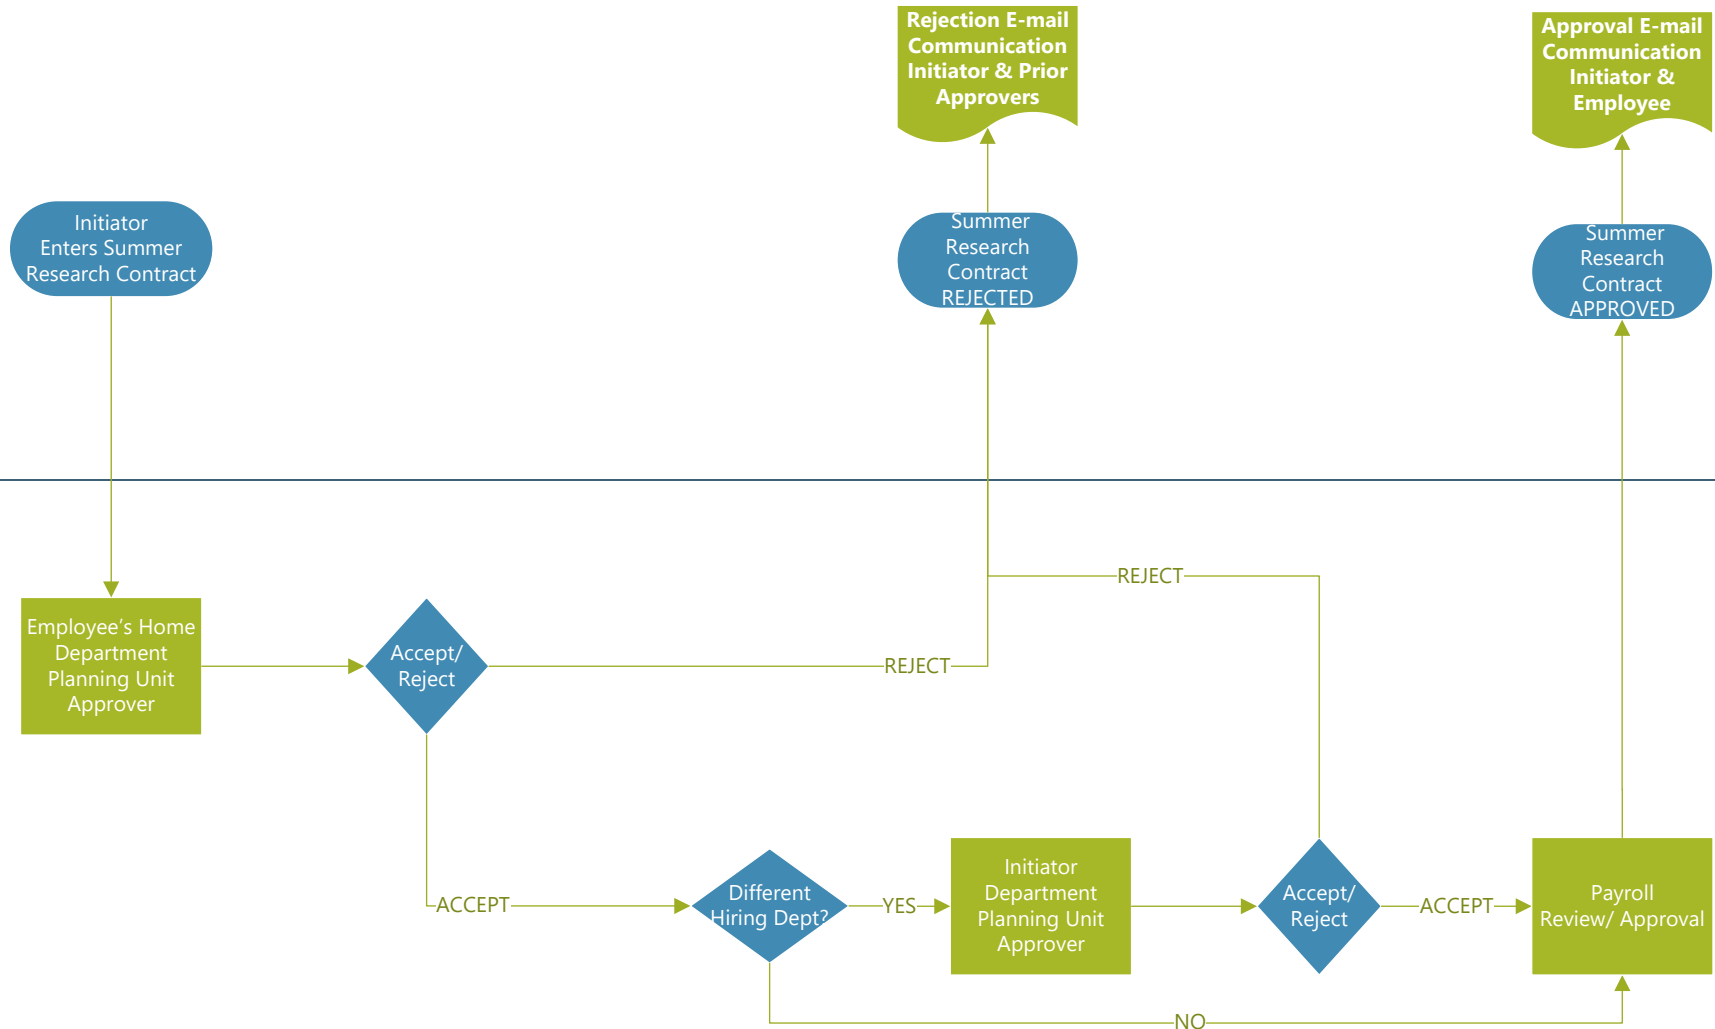 Rejection E-mail
Communication
Initiator & Prior
Approvers
Approval E-mail
Communication
Initiator &
Employee
Initiator
Enters Summer
Research Contract
Summer
Research
Contract
REJECTED
Summer
Research
Contract
APPROVED
REJECT
Employee’s Home
Department
Planning Unit
Approver
Accept/
Reject
REJECT
ACCEPT
Different
Hiring Dept?
YES
Initiator
Department
Planning Unit
Approver
Accept/
Reject
ACCEPT
Payroll
Review/ Approval
NO